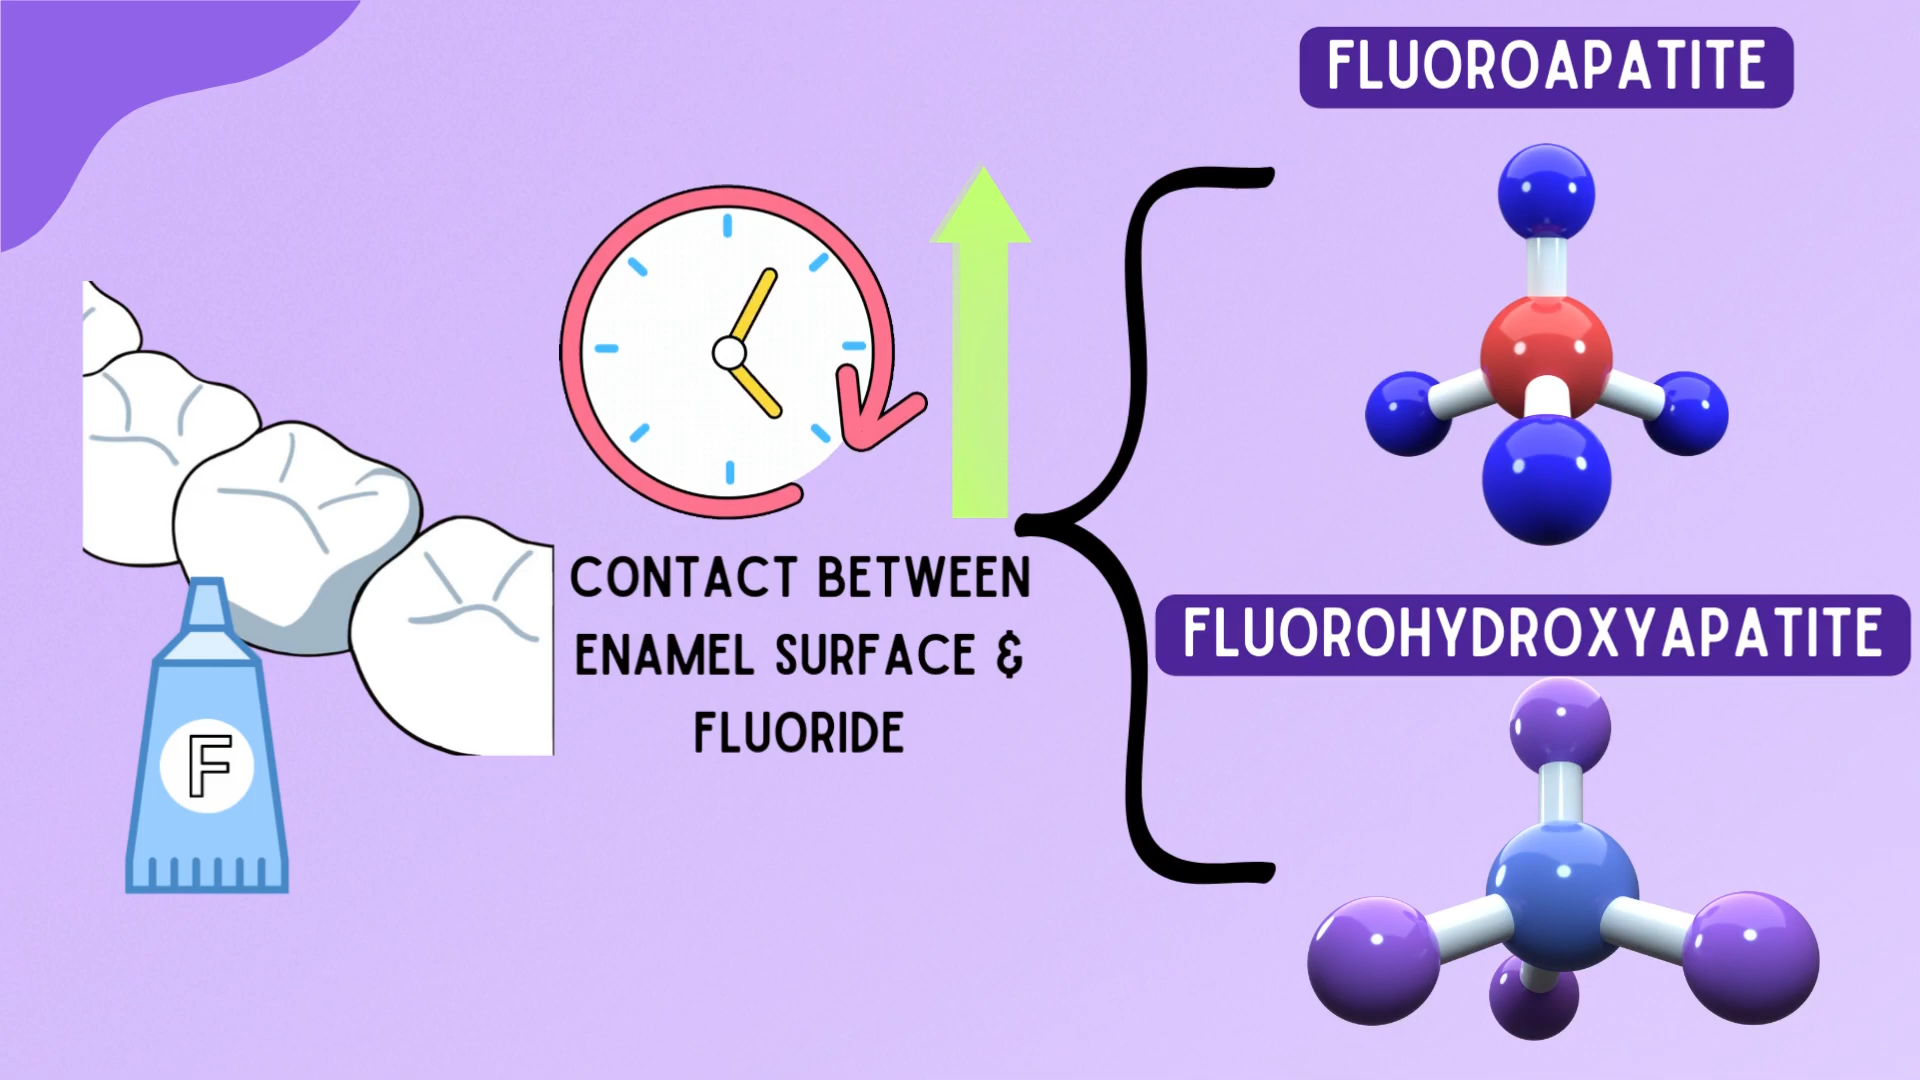 FLUOROAPATITE
CONTACT BETWEEN
ENAMEL SURFACE &
FLUORIDE
FLUOROHYDROXYAPATITE
F